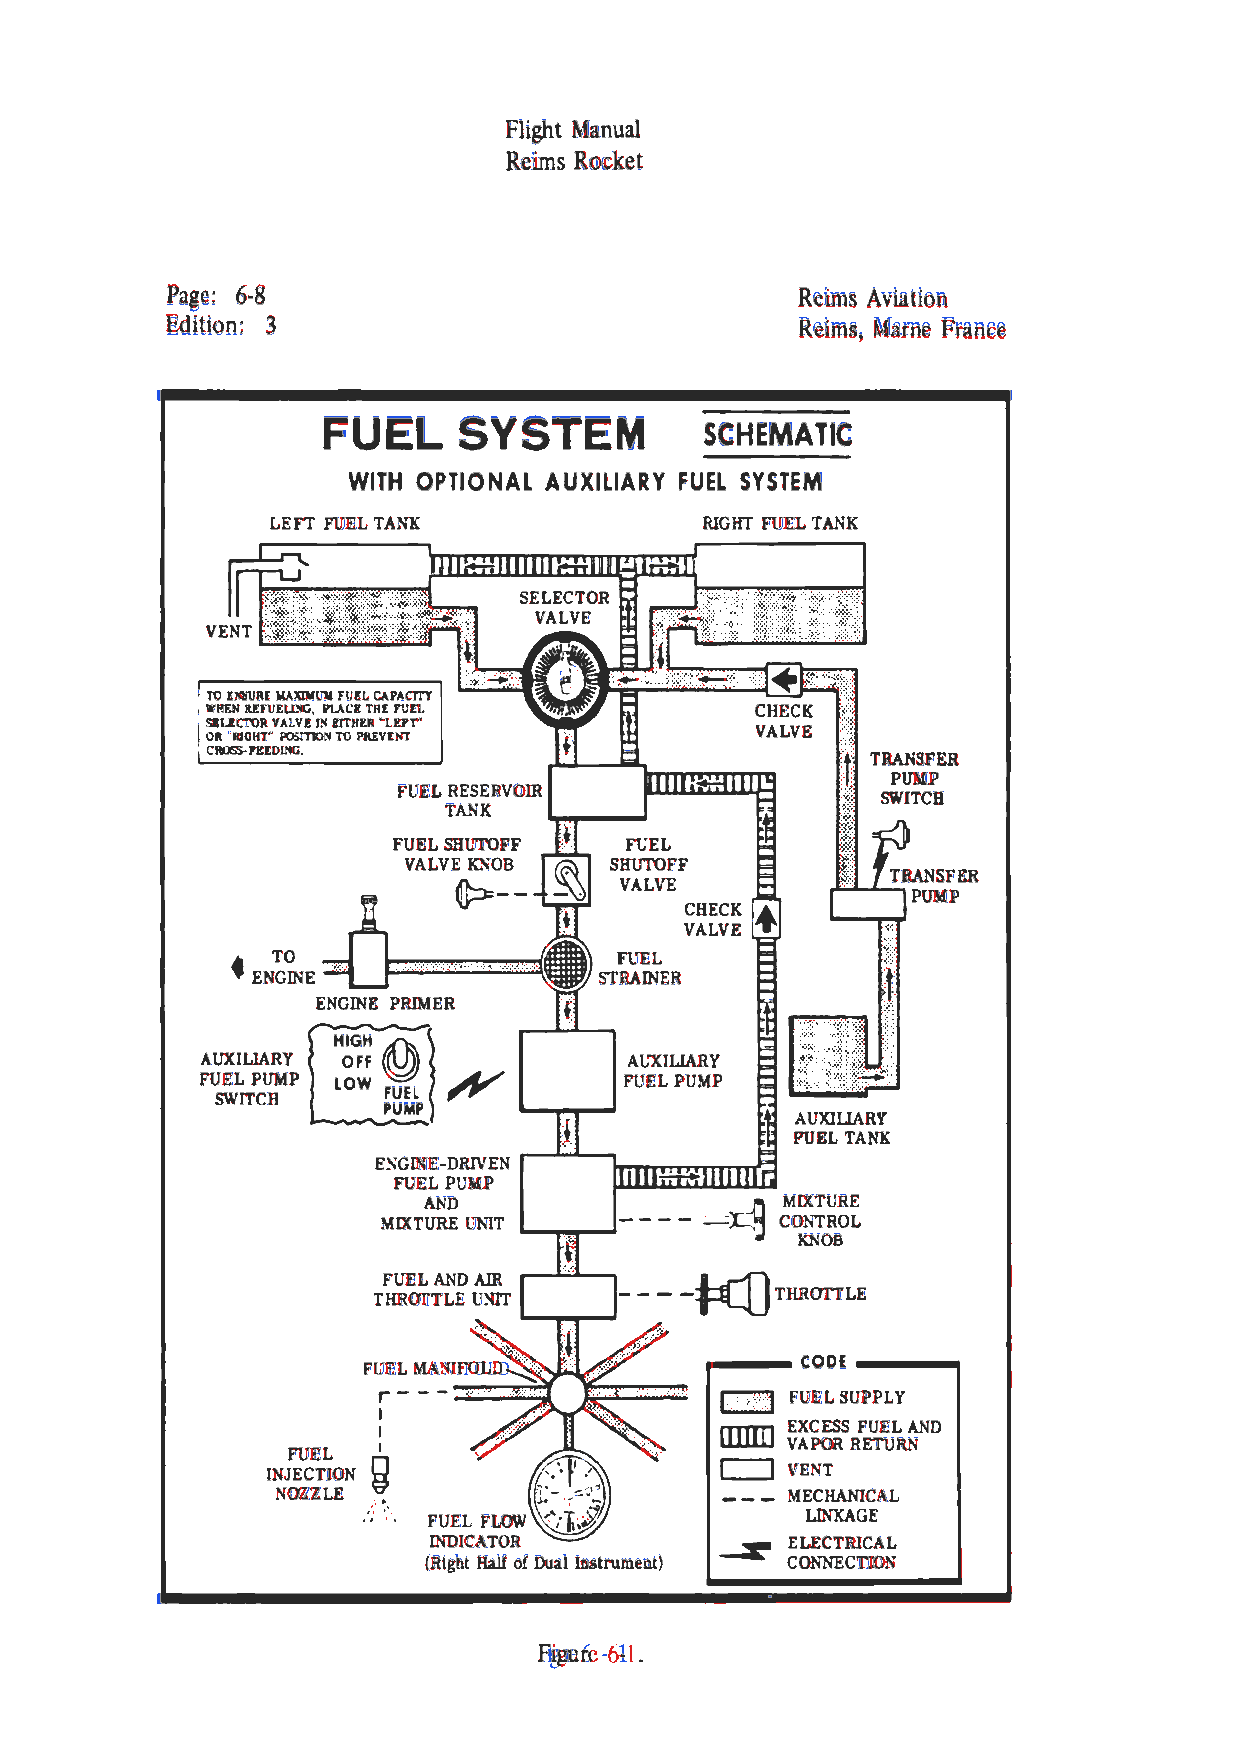 Flight Manual
Reims Rocket
Page: 6-8
Edition: 3
Reims Aviation
Reims, Marne France
FUEL SYSTEM SCHEMATIC
WITH OPTIONAL AUXILIARY FUEL SYSTEM
LEFT FUEL TANK
RIGHT FUEL TANK
SELECTOR
VALVE
VENT
TO ENSURE MAXIMUM FUEL CAPACITY
WHEN REFUELING, PLACE THE FUEL
SELECTOR VALVE IN EITHER "LEFT"
OR "RIGHT" POSITION TO PREVENT
CROSS-FEEDING.
CHECK
VALVE
TRANSFER
PUMP
SWITCH
FUEL RESERVOIR
TANK
FUEL SHUTOFF
VALVE KNOB
FUEL
SHUTOFF
VALVE
TRANSFER
PUMP
CHECK
VALVE
TO
ENGINE
FUEL
STRAINER
ENGINE PRIMER
AUXILIARY
FUEL PUMP
SWITCH
HIGH
OFF
LOW
FUEL
PUMP
AUXILIARY
FUEL PUMP
AUXILIARY
FUEL TANK
ENGINE-DRIVEN
FUEL PUMP
AND
MIXTURE UNIT
MIXTURE
CONTROL
KNOB
FUEL AND AIR
THROTTLE UNIT
THROTTLE
FUEL MANIFOLD
FUEL
INJECTION
NOZZLE
FUEL FLOW
INDICATOR
(Right Half of Dual Instrument)
CODE
FUEL SUPPLY
EXCESS FUEL AND
VAPOR RETURN
VENT
MECHANICAL
LINKAGE
ELECTRICAL
CONNECTION